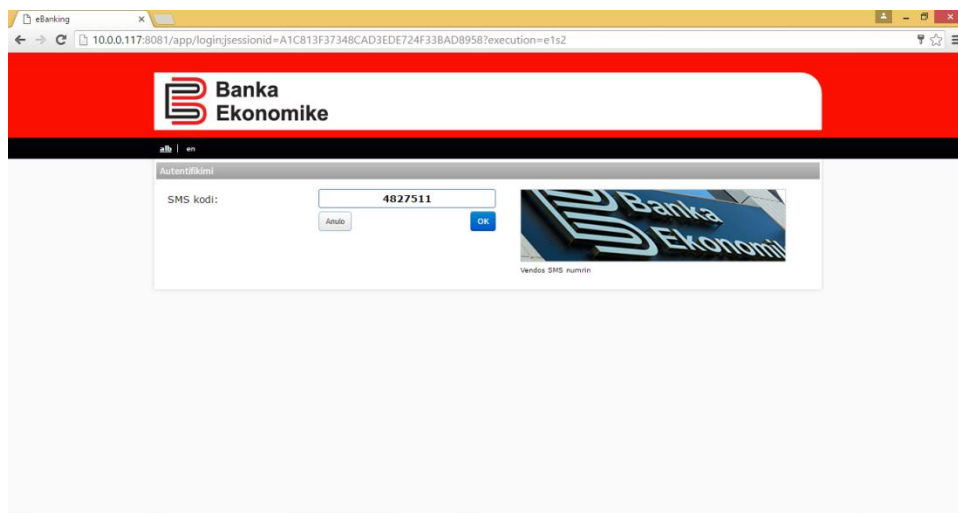 eBanking
10.0.0.117:8081/app/login;jsessionid=A1C813F37348CAD3EDE724F33BAD8958?execution=e1s2
Banka
Ekonomike
alb | en
Autentifikimi
SMS kodi:
4827511
Anulo
OK
Banka
Ekonomik
Vendos SMS numrin